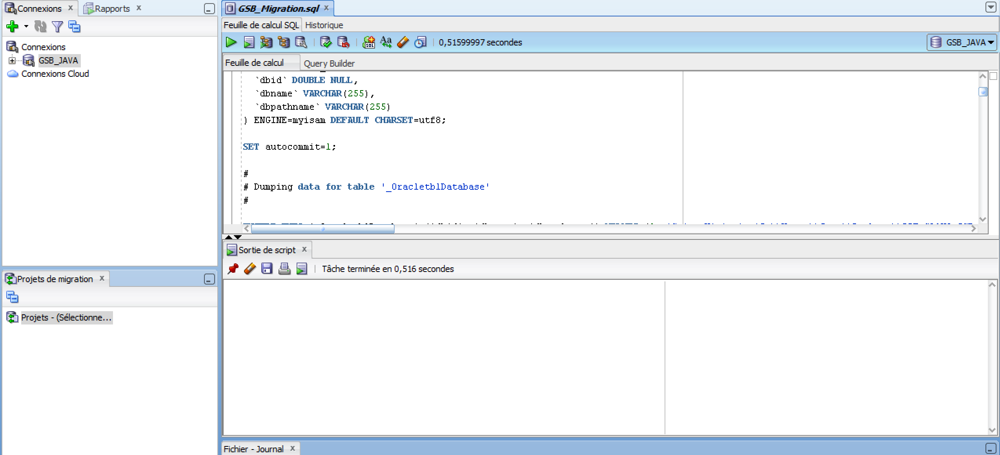 Connexions
Rapports
Connexions
GSB_JAVA
Connexions Cloud
Projets de migration
Projets - (Sélectionne...
GSB_Migration.sql
Feuille de calcul SQL
Historique
0,51599997 secondes
GSB_JAVA
Feuille de calcul
Query Builder
`dbid` DOUBLE NULL,
`dbname` VARCHAR(255),
`dbpathname` VARCHAR(255)
) ENGINE=myisam DEFAULT CHARSET=utf8;
SET autocommit=1;
#
# Dumping data for table '_OracletblDatabase'
#
Sortie de script
Tâche terminée en 0,516 secondes
Fichier - Journal